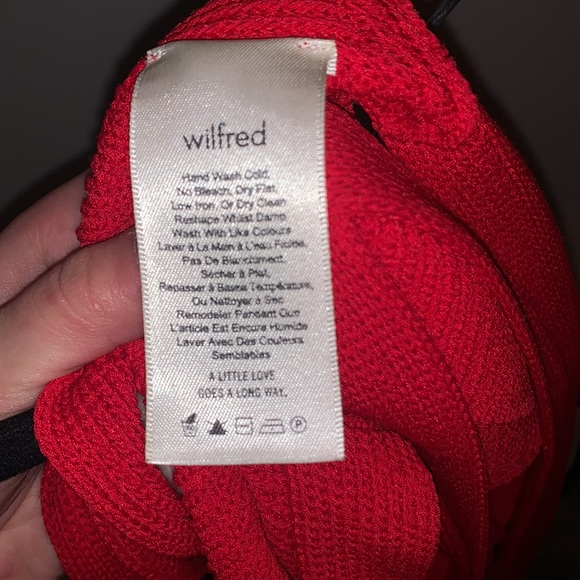 wilfred
Hand Wash Cold,
No Bleach, Dry Flat,
Low Iron, Or Dry Clean
Reshape Whilst Damp
Wash With Like Colours
Laver à La Main à L'eau Froide,
Pas De Blanchiment,
Sécher à Plat,
Repasser à Basse Température,
Ou Nettoyer à Sec
Remodeler Pendant Que
L'article Est Encore Humide
Laver Avec Des Couleurs
Semblables
A LITTLE LOVE
GOES A LONG WAY.
P